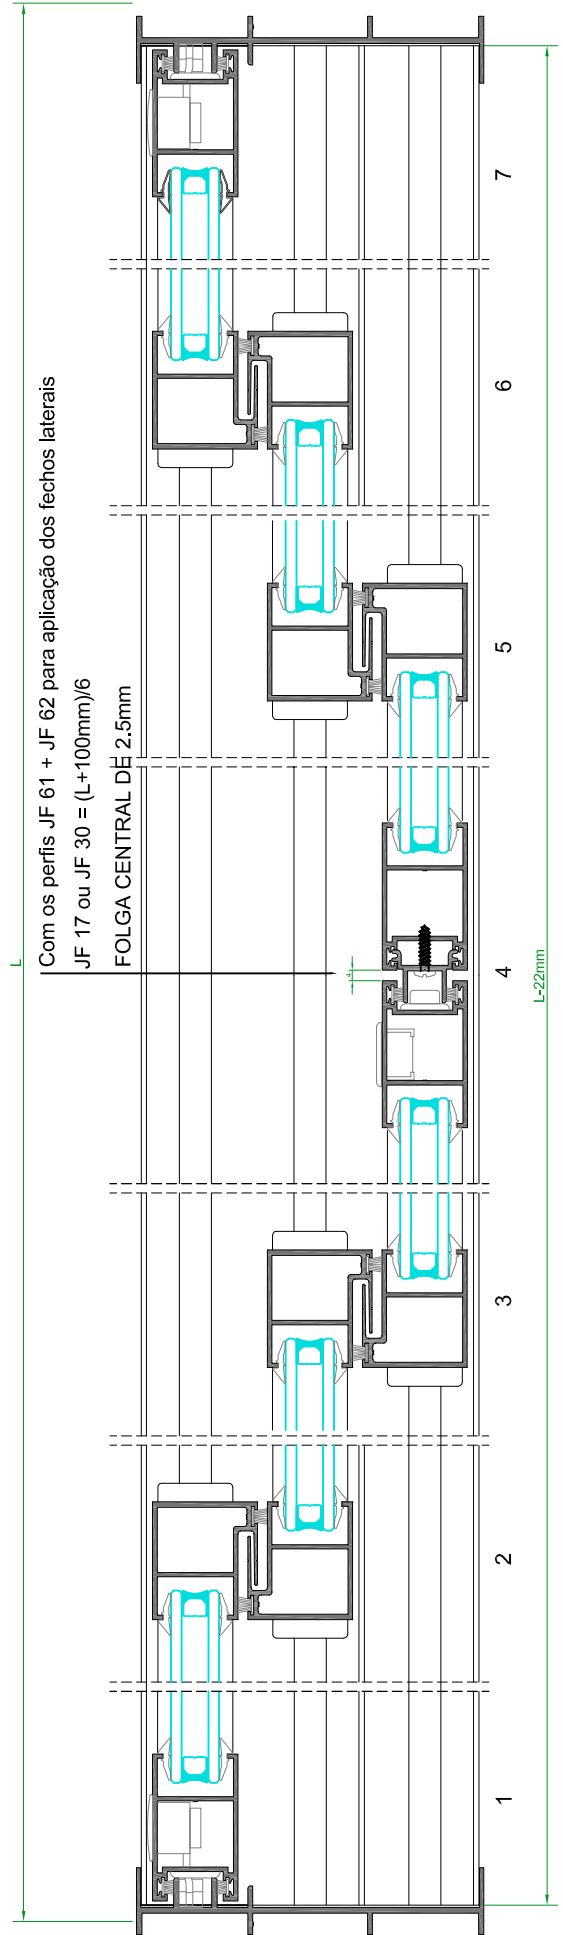 L
Com os perfis JF 61 + JF 62 para aplicação dos fechos laterais
JF 17 ou JF 30 = (L+100mm)/6
FOLGA CENTRAL DE 2.5mm
4
L-22mm
1
2
3
4
5
6
7